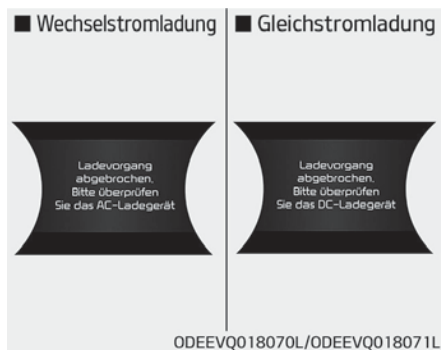 ■ Wechselstromladung
Ladevorgang
abgebrochen.
Bitte überprüfen
Sie das AC-Ladegerät
■ Gleichstromladung
Ladevorgang
abgebrochen.
Bitte überprüfen
Sie das DC-Ladegerät
ODEEVQ018070L/ODEEVQ018071L